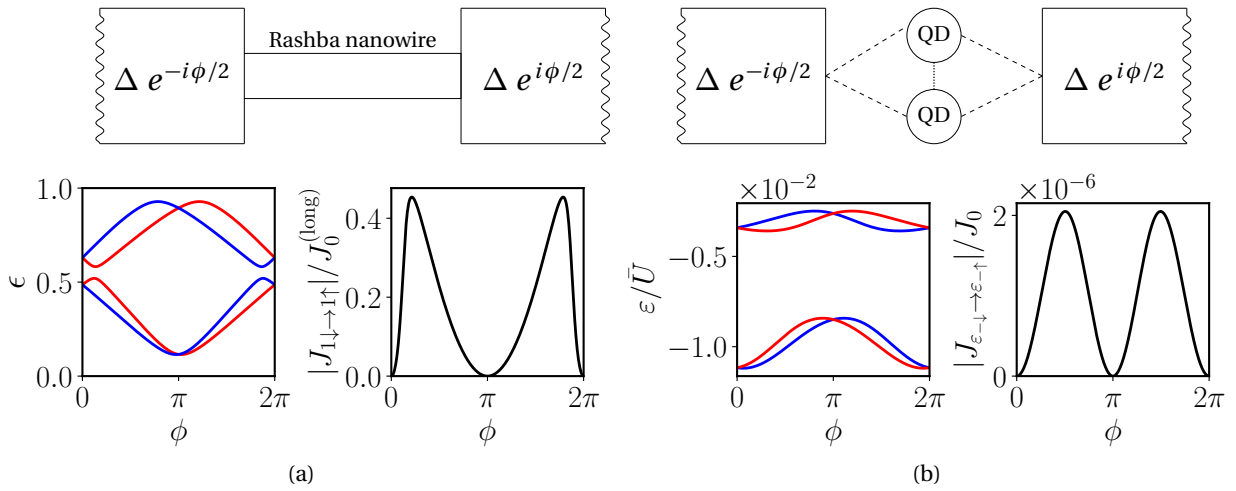 Rashba nanowire
Δ e^{-iϕ/2}
Δ e^{iϕ/2}
Δ e^{-iϕ/2}
QD
QD
Δ e^{iϕ/2}
1.0
0.5
0.0
ϵ
0
π
2π
ϕ
|J_{1↓→1↑}|/J_0^{(long)}
0.4
0.2
0.0
0
π
2π
ϕ
(a)
×10^{-2}
−0.5
−1.0
ε/Ū
0
π
2π
ϕ
×10^{-6}
|J_{ε_{-↓}→ε_{-↑}}|/J_0
2
0
0
π
2π
ϕ
(b)